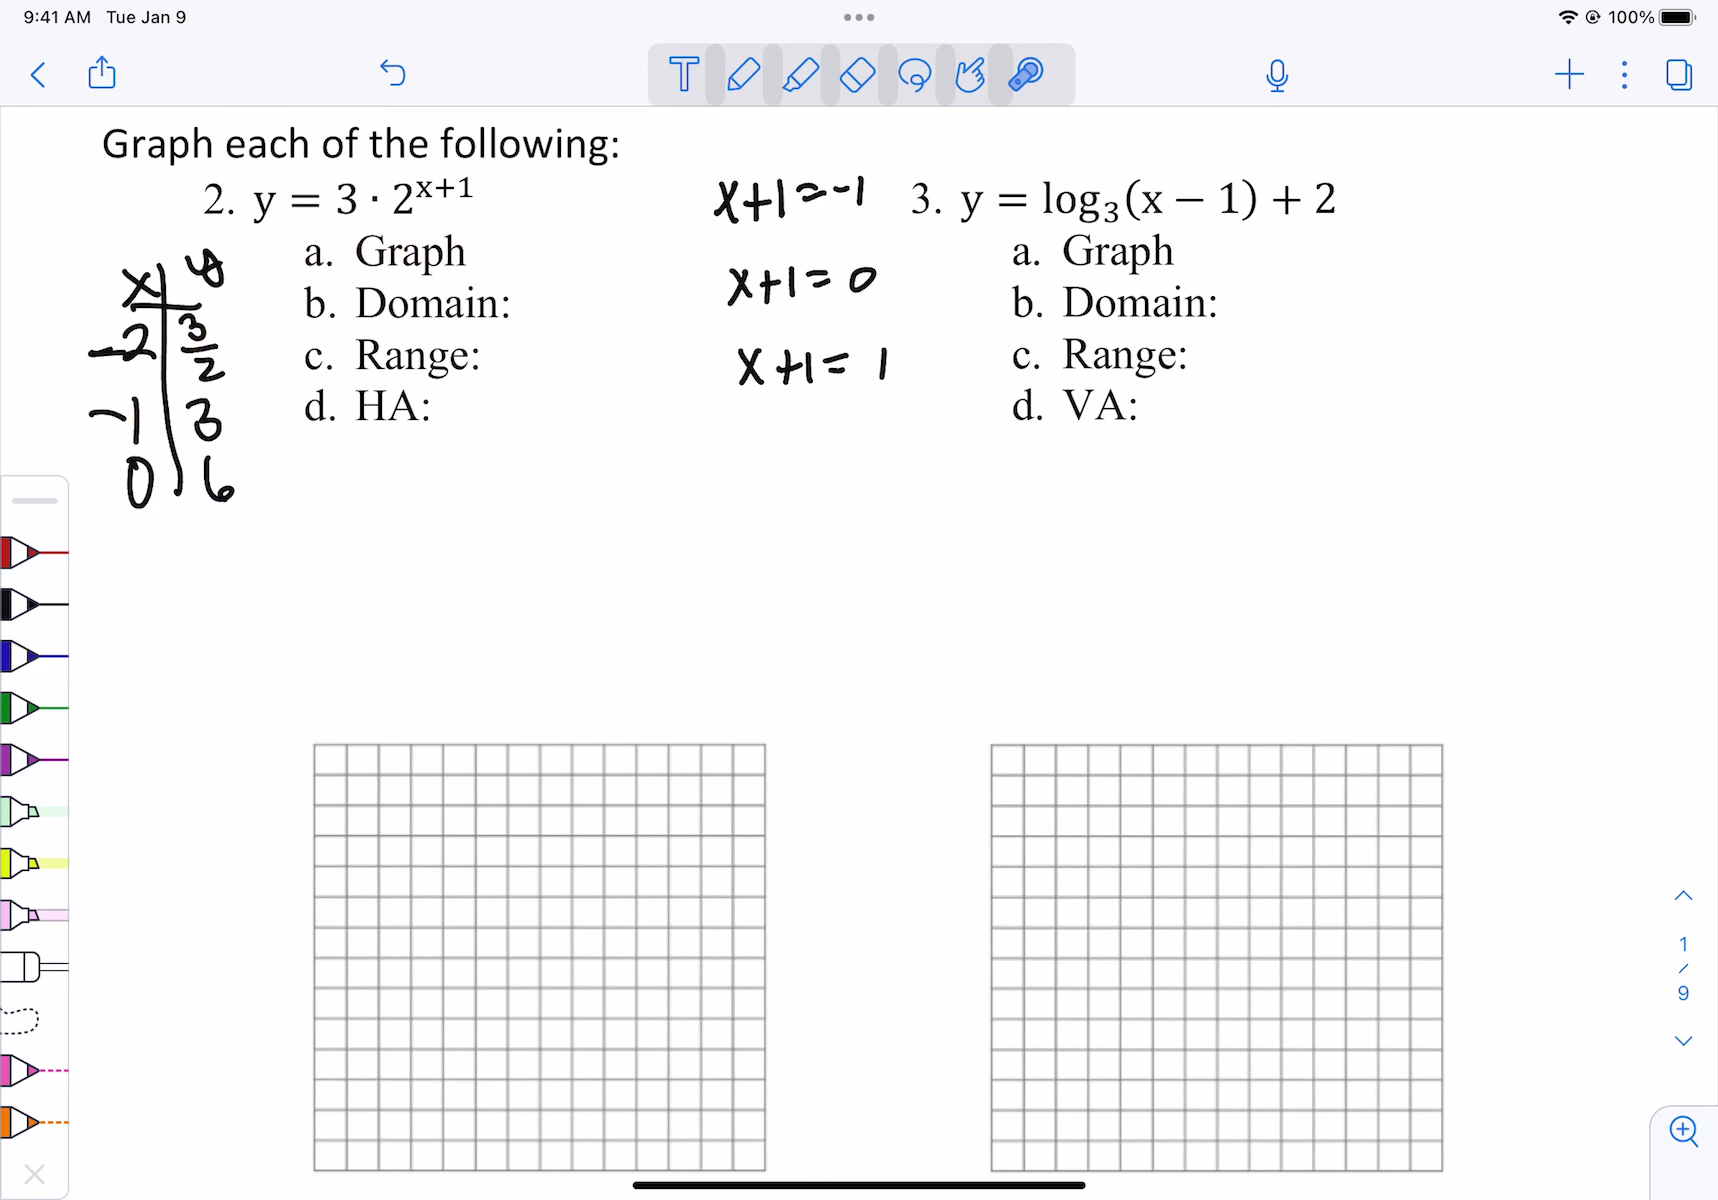 9:41 AM Tue Jan 9
100%
Graph each of the following:
2. y = 3 · 2^{x+1}
a. Graph
b. Domain:
c. Range:
d. HA:
x y
-2 3/2
-1 3
0 6
x+1=-1
x+1=0
x+1=1
3. y = log₃(x − 1) + 2
a. Graph
b. Domain:
c. Range:
d. VA:
1
/
9